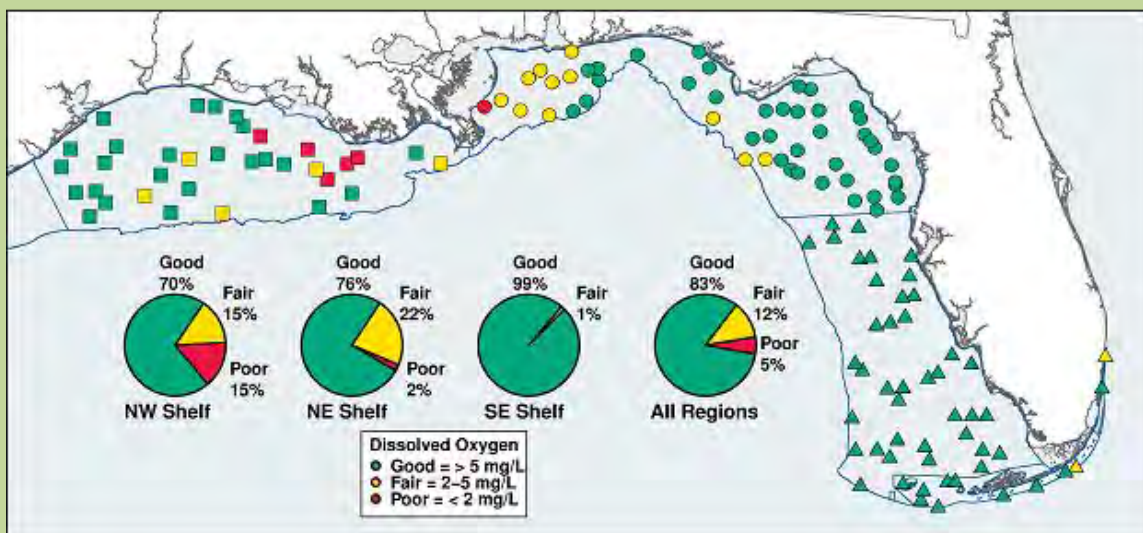 Good
70%
Fair
15%
Poor
15%
NW Shelf
Good
76%
Fair
22%
Poor
2%
NE Shelf
Good
99%
Fair
1%
SE Shelf
Good
83%
Fair
12%
Poor
5%
All Regions
Dissolved Oxygen
Good = > 5 mg/L
Fair = 2–5 mg/L
Poor = < 2 mg/L